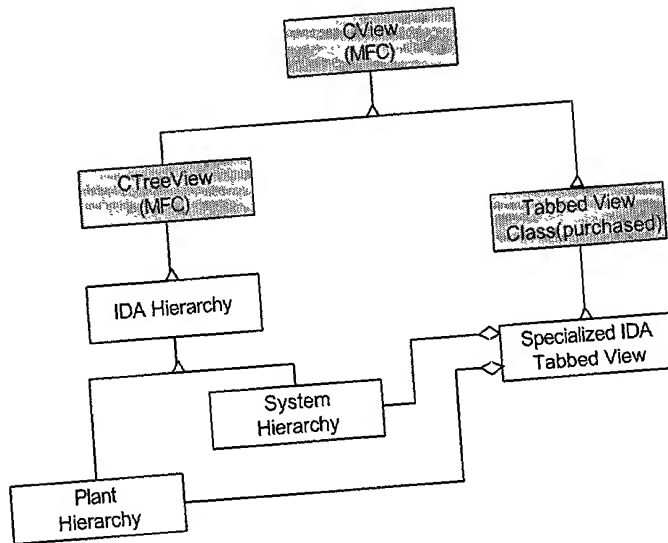 CView
(MFC)
CTreeView
(MFC)
Tabbed View
Class(purchased)
IDA Hierarchy
Specialized IDA
Tabbed View
System
Hierarchy
Plant
Hierarchy